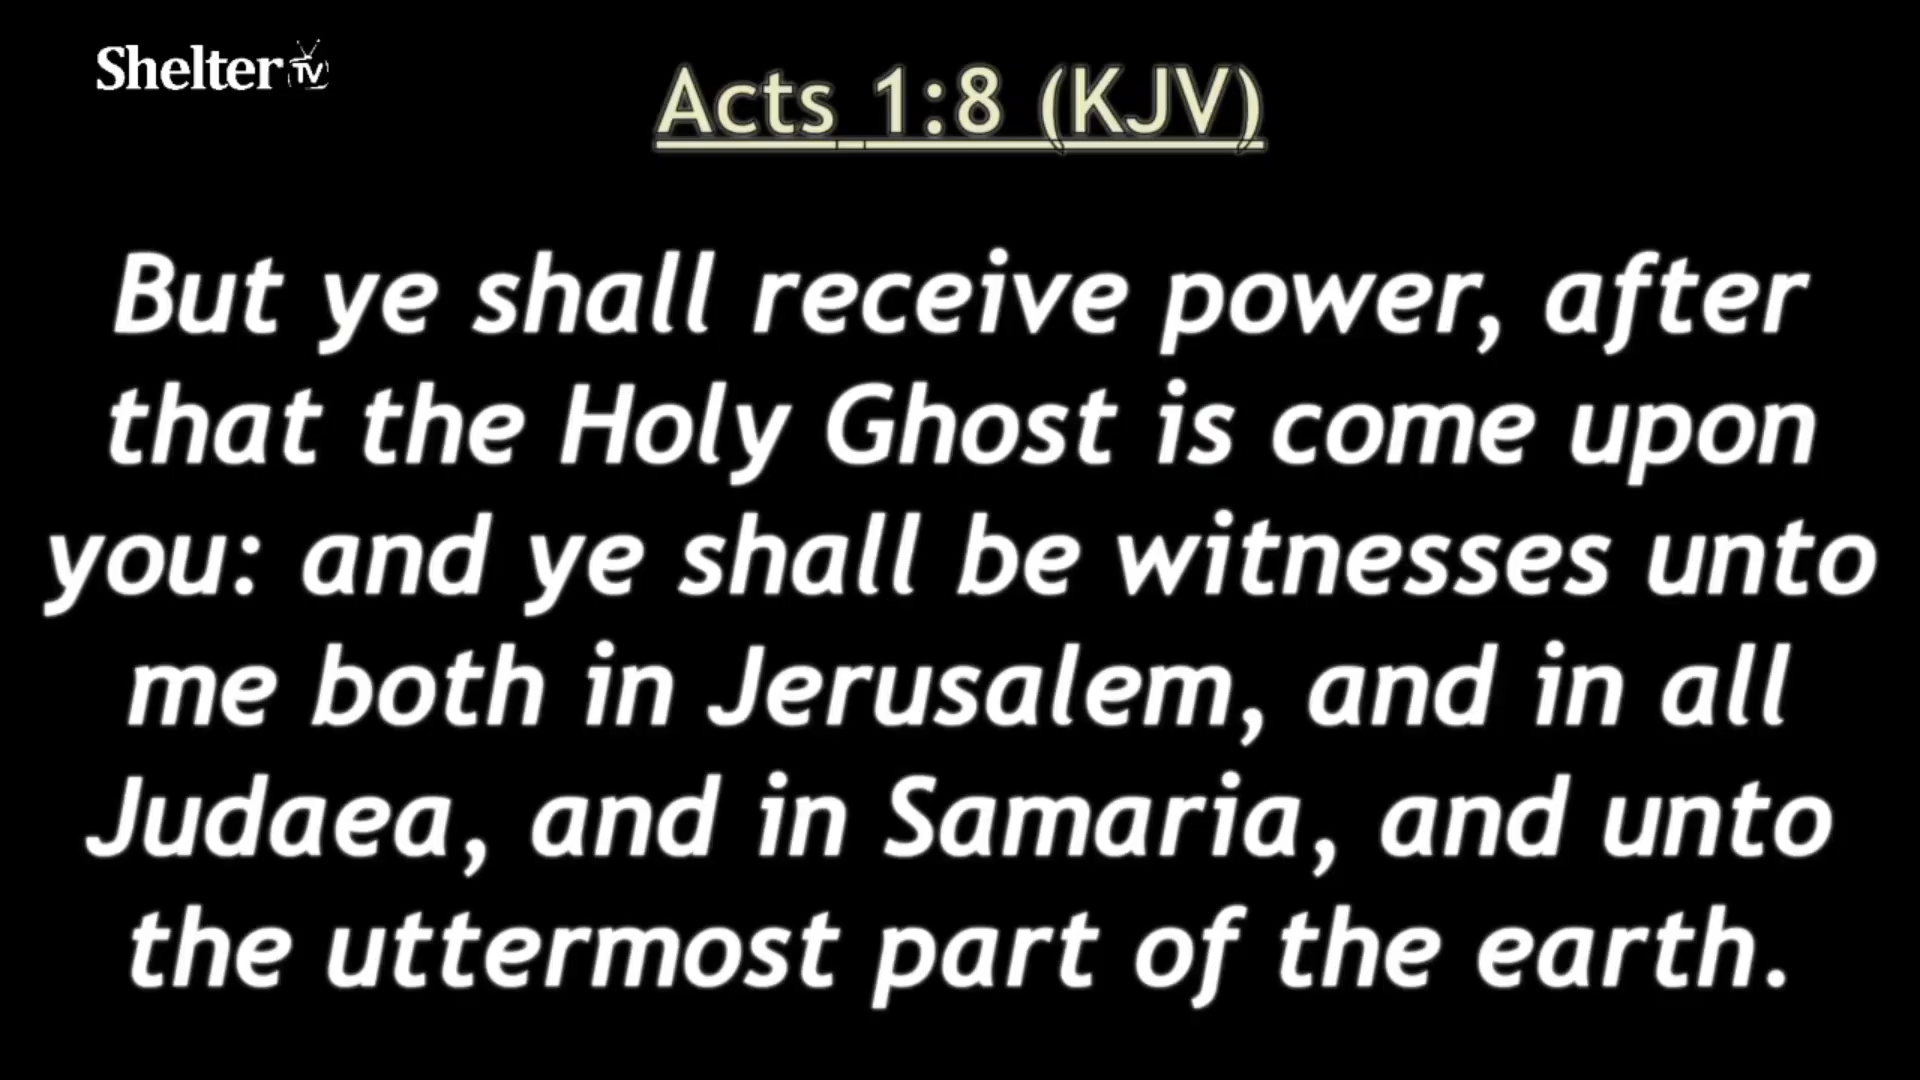 Shelter TV
Acts 1:8 (KJV)
But ye shall receive power, after
that the Holy Ghost is come upon
you: and ye shall be witnesses unto
me both in Jerusalem, and in all
Judaea, and in Samaria, and unto
the uttermost part of the earth.